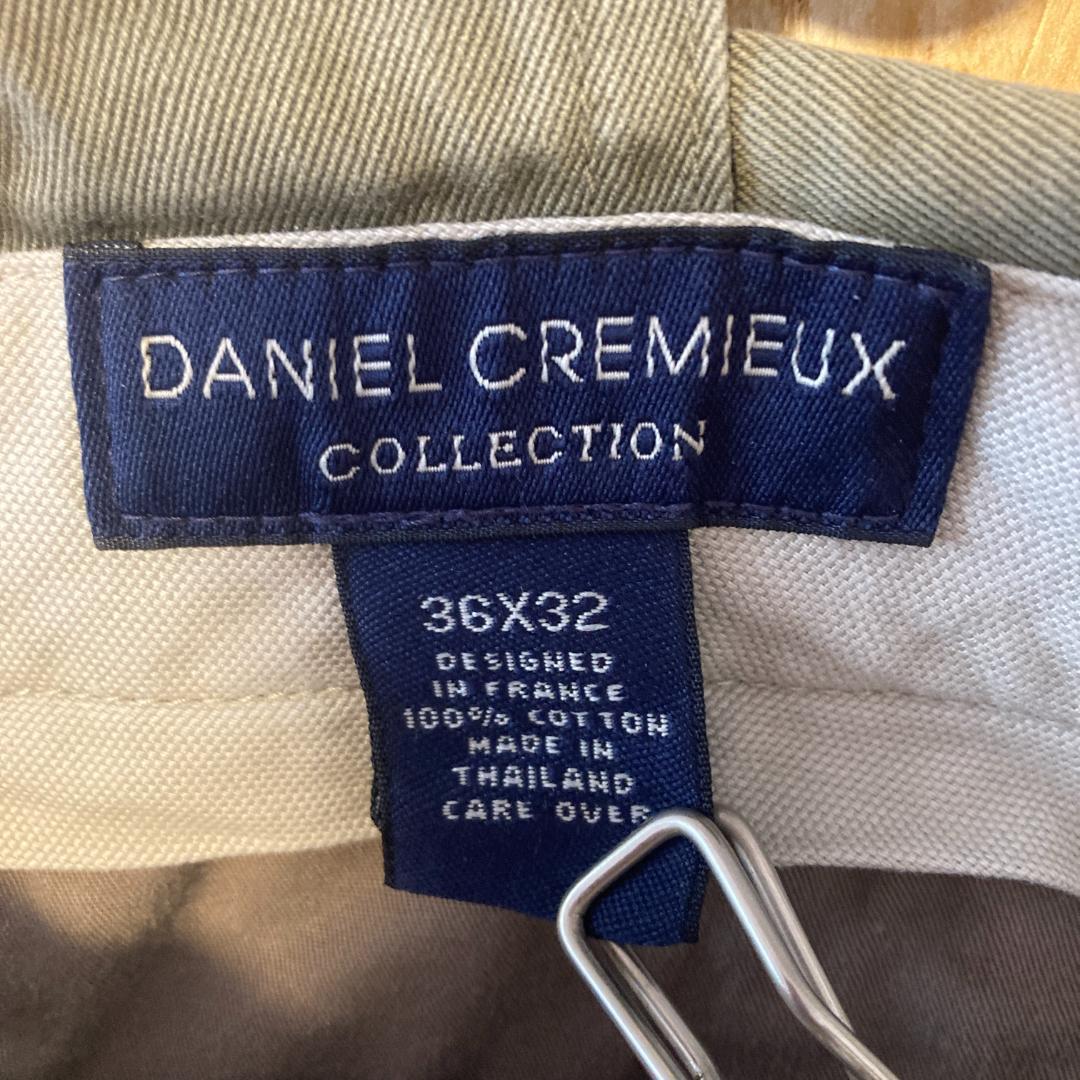 DANIEL CREMIEUX
COLLECTION
36X32
DESIGNED
IN FRANCE
100% COTTON
MADE IN
THAILAND
CARE OVER